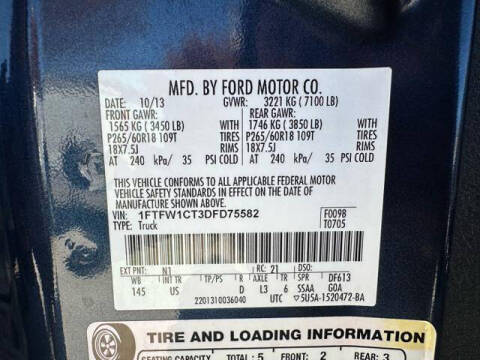 MFD. BY FORD MOTOR CO.
DATE: 10/13 GVWR: 3221 KG (7100 LB)
FRONT GAWR: REAR GAWR:
1565 KG (3450 LB) WITH 1746 KG (3850 LB) WITH
P265/60R18 109T TIRES P265/60R18 109T TIRES
18X7.5J RIMS 18X7.5J RIMS
AT 240 kPa/ 35 PSI COLD AT 240 kPa/ 35 PSI COLD
THIS VEHICLE CONFORMS TO ALL APPLICABLE FEDERAL MOTOR
VEHICLE SAFETY STANDARDS IN EFFECT ON THE DATE OF
MANUFACTURE SHOWN ABOVE.
VIN: 1FTFW1CT3DFD75582 F0098
TYPE: Truck T0705
EXT PNT: N1 RC: 21 DSO:
WB INT TR TP/PS R AXLE TR SPR DF613
145 US D L3 6 SSAA GOA
2201310036040 UTC 5U5A-1520472-BA
TIRE AND LOADING INFORMATION
SEATING CAPACITY TOTAL: 5 FRONT: 2 REAR: 3